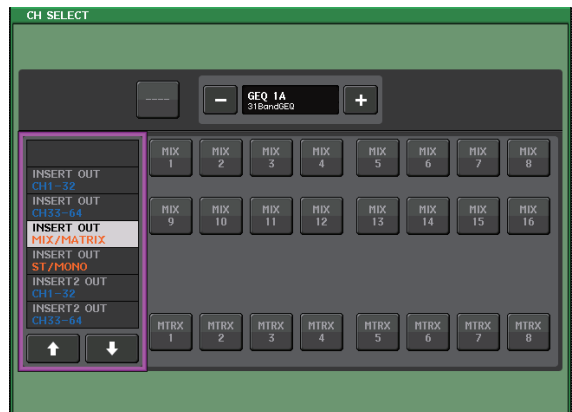 CH SELECT
----
− GEQ 1A +
31BandGEQ
INSERT OUT
CH1-32
INSERT OUT
CH33-64
INSERT OUT
MIX/MATRIX
INSERT OUT
ST/MONO
INSERT2 OUT
CH1-32
INSERT2 OUT
CH33-64
MIX 1 MIX 2 MIX 3 MIX 4 MIX 5 MIX 6 MIX 7 MIX 8
MIX 9 MIX 10 MIX 11 MIX 12 MIX 13 MIX 14 MIX 15 MIX 16
MTRX 1 MTRX 2 MTRX 3 MTRX 4 MTRX 5 MTRX 6 MTRX 7 MTRX 8